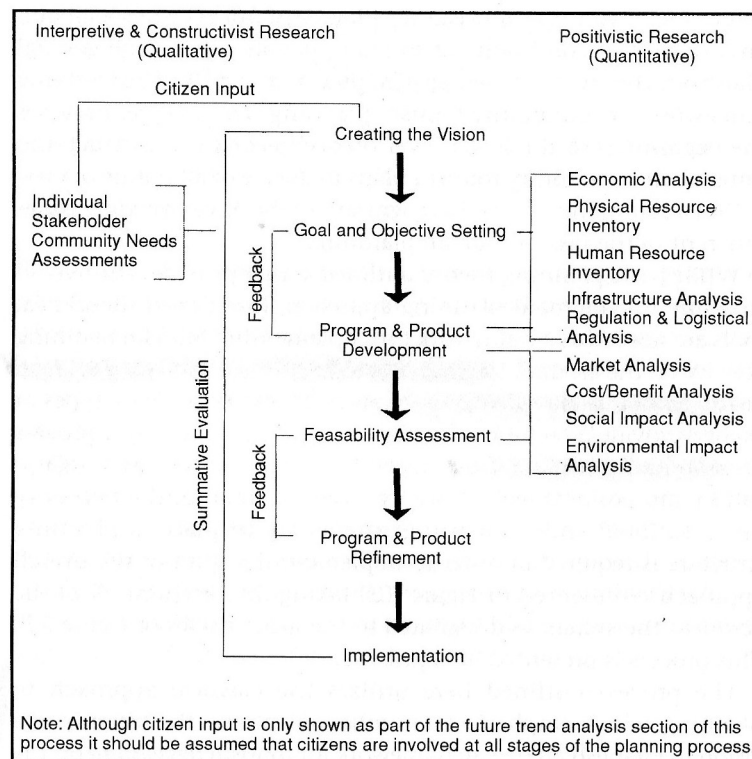 Interpretive & Constructivist Research
(Qualitative)
Positivistic Research
(Quantitative)
Citizen Input
Creating the Vision
Individual
Stakeholder
Community Needs
Assessments
Goal and Objective Setting
Feedback
Program & Product
Development
Feasability Assessment
Feedback
Program & Product
Refinement
Implementation
Summative Evaluation
Economic Analysis
Physical Resource
Inventory
Human Resource
Inventory
Infrastructure Analysis
Regulation & Logistical
Analysis
Market Analysis
Cost/Benefit Analysis
Social Impact Analysis
Environmental Impact
Analysis
Note: Although citizen input is only shown as part of the future trend analysis section of this
process it should be assumed that citizens are involved at all stages of the planning process